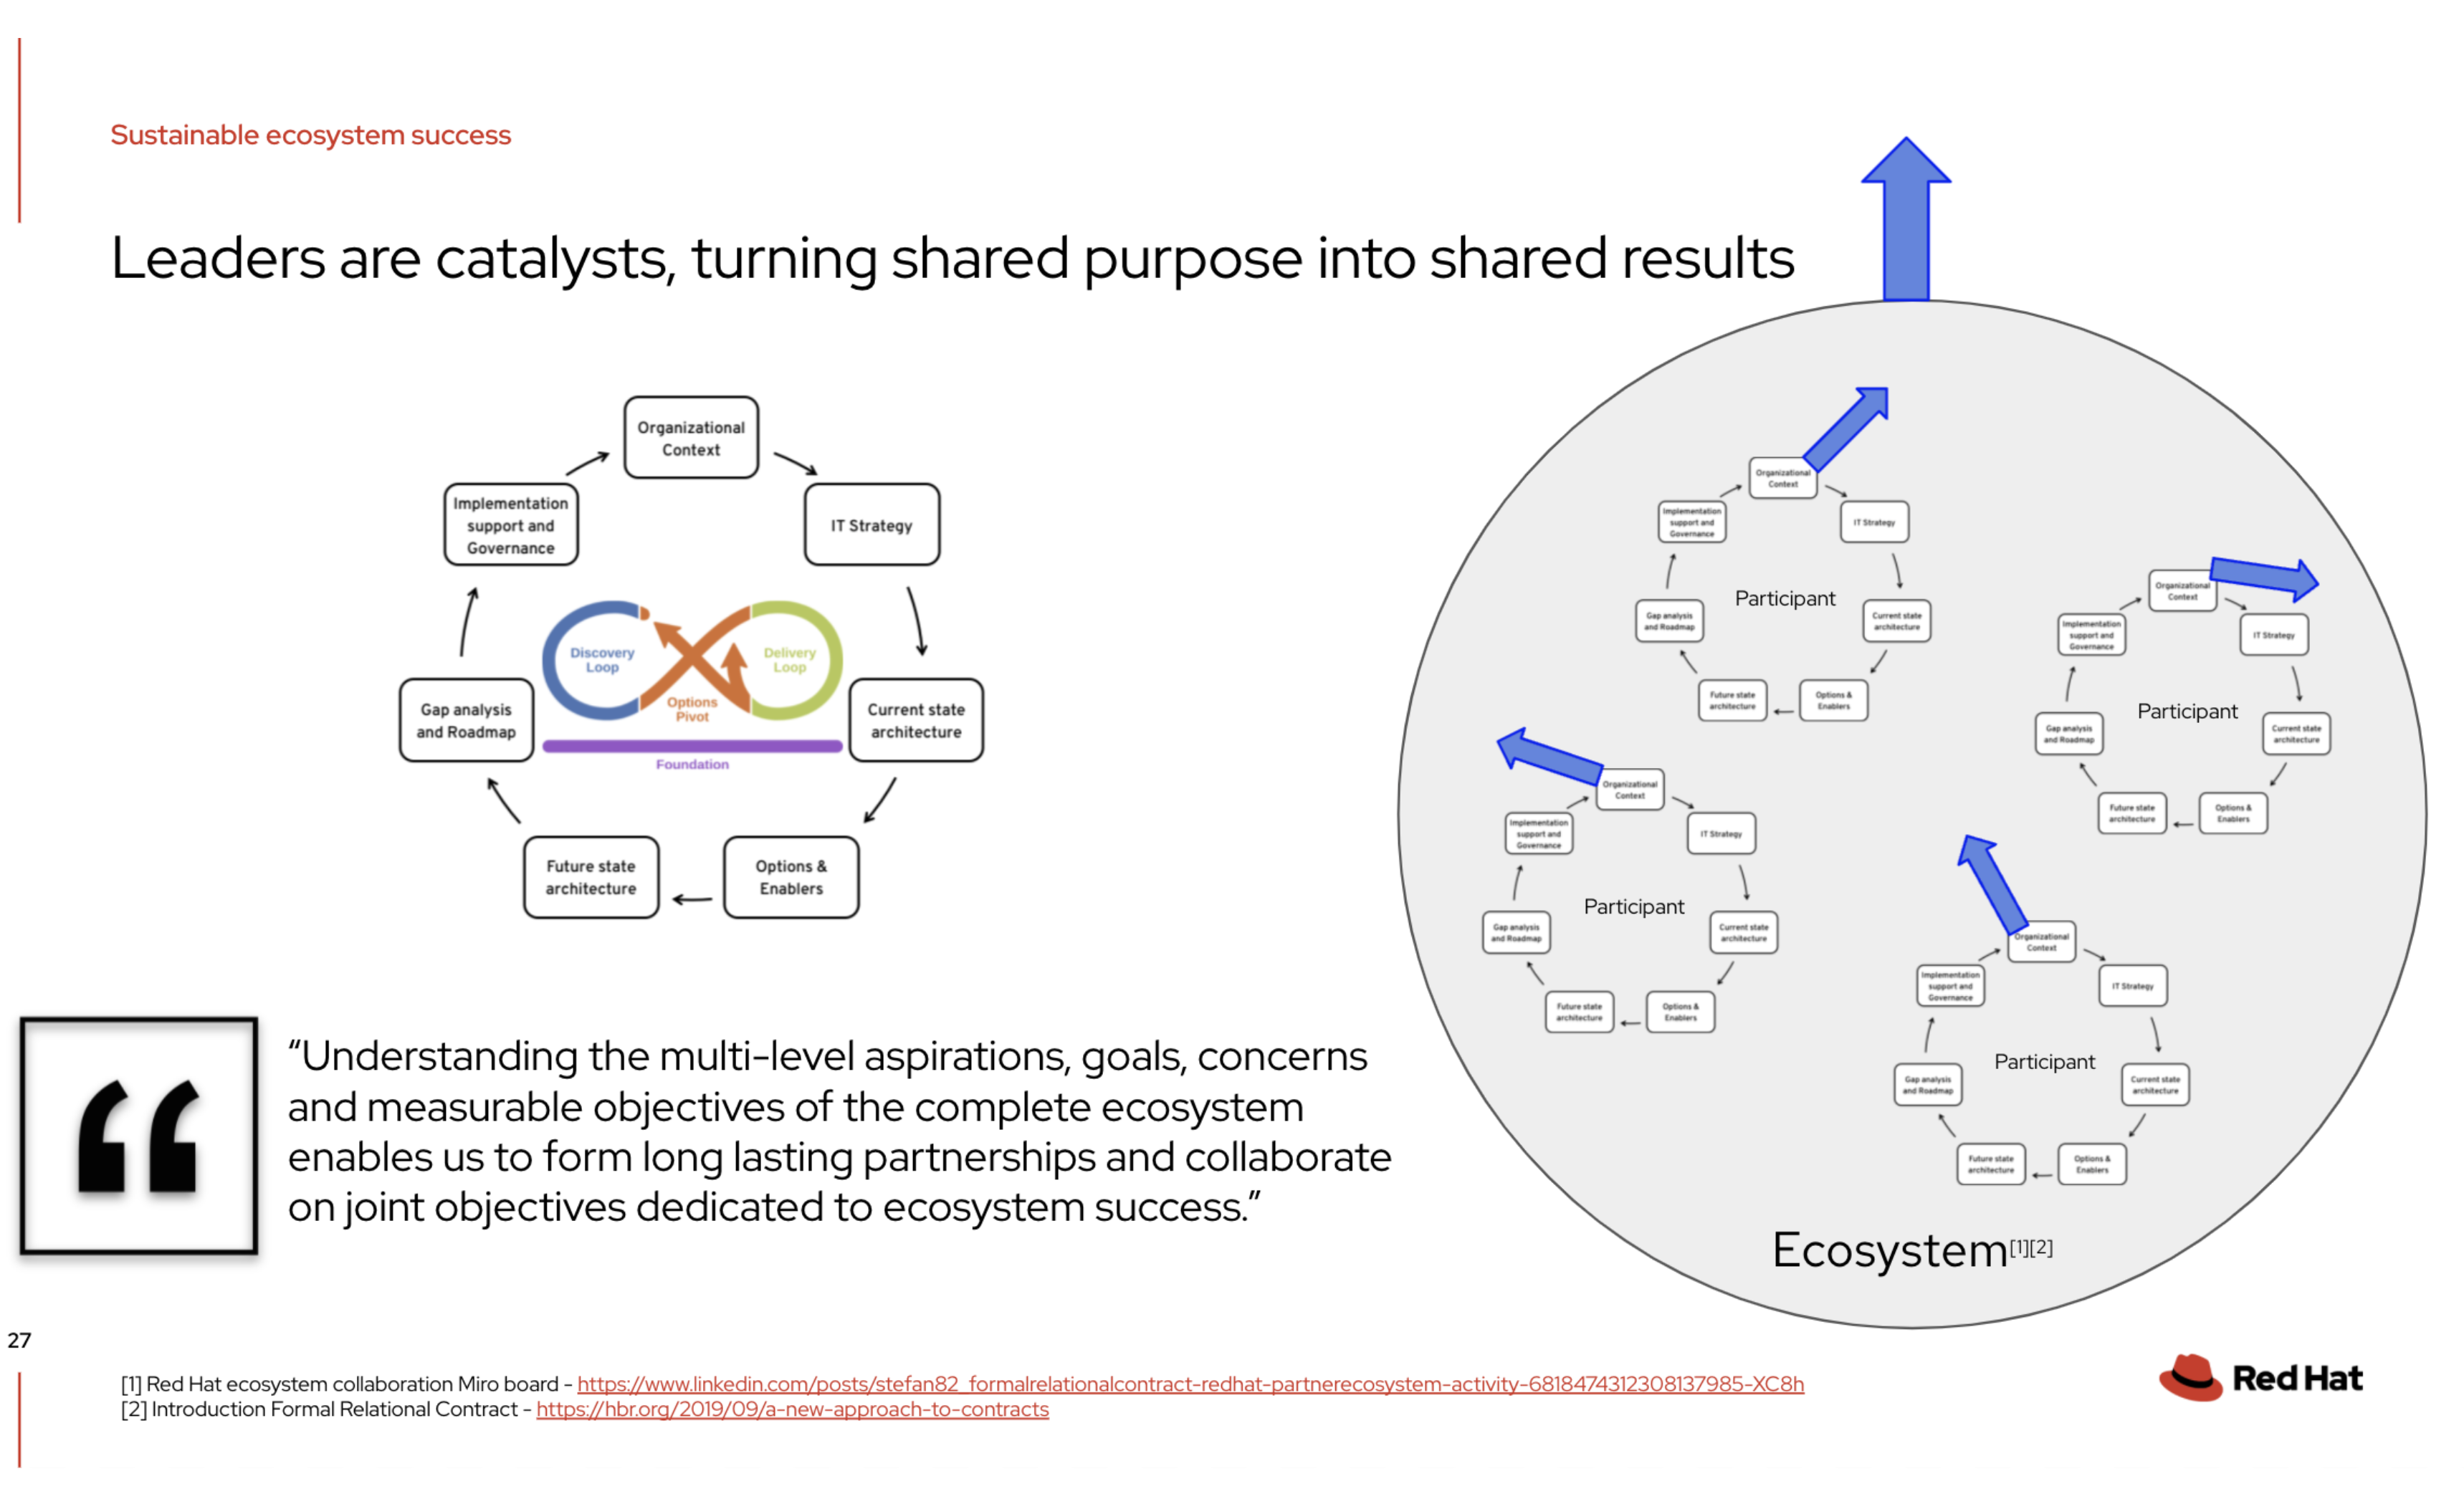 Sustainable ecosystem success
Leaders are catalysts, turning shared purpose into shared results
Organizational
Context
IT Strategy
Current state
architecture
Options &
Enablers
Future state
architecture
Gap analysis
and Roadmap
Implementation
support and
Governance
Discovery
Loop
Options
Pivot
Delivery
Loop
Foundation
Organizational
Context
IT Strategy
Current state
architecture
Options &
Enablers
Future state
architecture
Gap analysis
and Roadmap
Implementation
support and
Governance
Participant
Organizational
Context
IT Strategy
Current state
architecture
Options &
Enablers
Future state
architecture
Gap analysis
and Roadmap
Implementation
support and
Governance
Participant
Organizational
Context
IT Strategy
Current state
architecture
Options &
Enablers
Future state
architecture
Gap analysis
and Roadmap
Implementation
support and
Governance
Participant
Organizational
Context
IT Strategy
Current state
architecture
Options &
Enablers
Future state
architecture
Gap analysis
and Roadmap
Implementation
support and
Governance
Participant
Ecosystem[1][2]
“
“Understanding the multi-level aspirations, goals, concerns
and measurable objectives of the complete ecosystem
enables us to form long lasting partnerships and collaborate
on joint objectives dedicated to ecosystem success.”
27
[1] Red Hat ecosystem collaboration Miro board - https://www.linkedin.com/posts/stefan82_formalrelationalcontract-redhat-partnerecosystem-activity-6818474312308137985-XC8h
[2] Introduction Formal Relational Contract - https://hbr.org/2019/09/a-new-approach-to-contracts
Red Hat